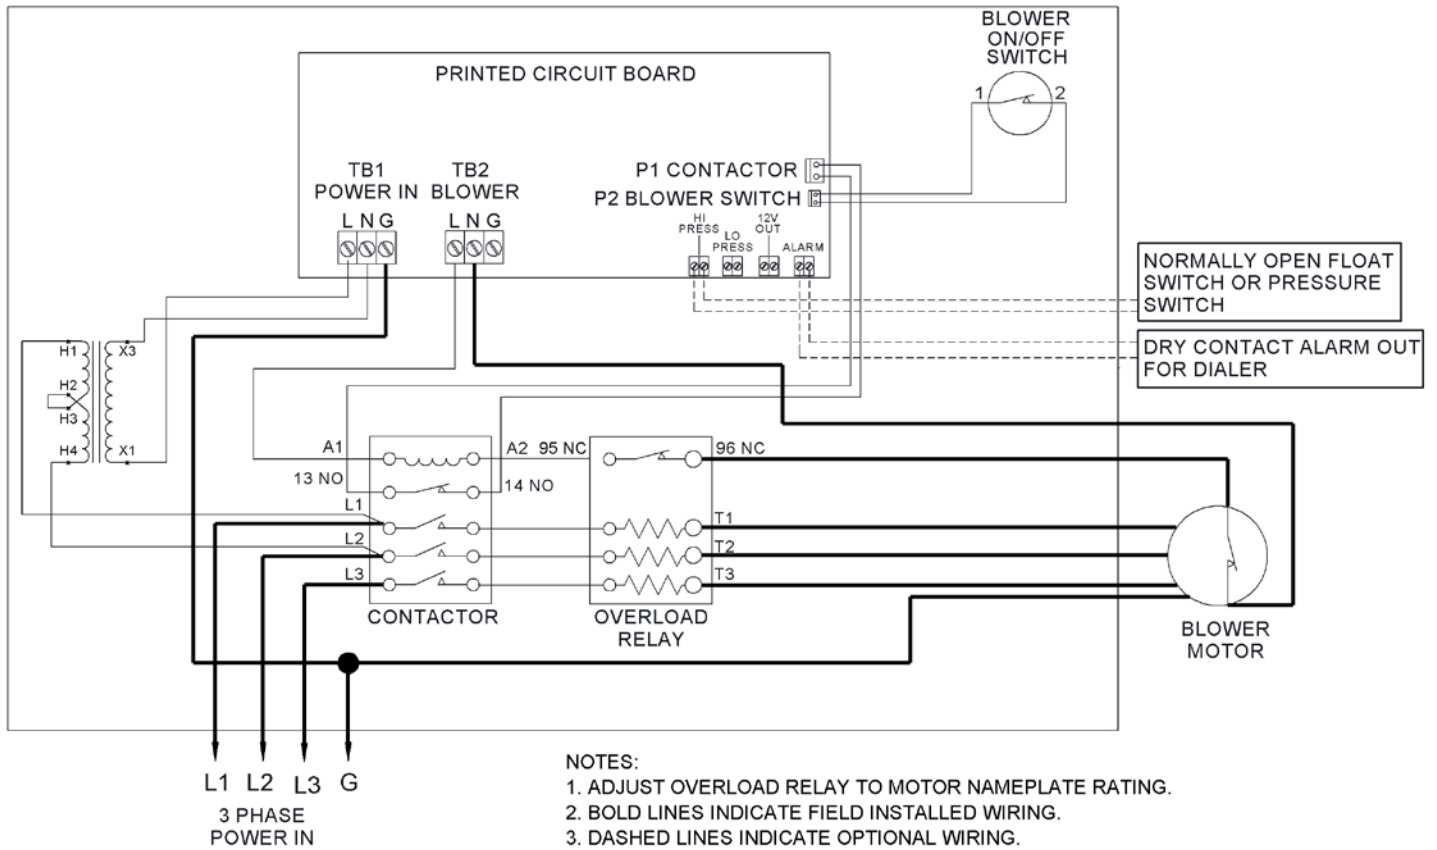 BLOWER
ON/OFF
SWITCH
PRINTED CIRCUIT BOARD
1
2
TB1
POWER IN
TB2
BLOWER
P1 CONTACTOR
P2 BLOWER SWITCH
L N G
L N G
HI
PRESS
LO
PRESS
12V
OUT
ALARM
NORMALLY OPEN FLOAT
SWITCH OR PRESSURE
SWITCH
DRY CONTACT ALARM OUT
FOR DIALER
H1
X3
H2
H3
H4
X1
A1
A2
95 NC
96 NC
13 NO
14 NO
L1
T1
L2
T2
L3
T3
CONTACTOR
OVERLOAD
RELAY
BLOWER
MOTOR
L1
L2
L3
G
3 PHASE
POWER IN
NOTES:
1. ADJUST OVERLOAD RELAY TO MOTOR NAMEPLATE RATING.
2. BOLD LINES INDICATE FIELD INSTALLED WIRING.
3. DASHED LINES INDICATE OPTIONAL WIRING.